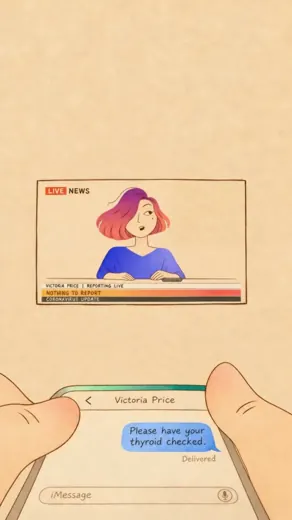 LIVE NEWS
VICTORIA PRICE | REPORTING LIVE
NOTHING TO REPORT
CORONAVIRUS UPDATE
Victoria Price
Please have your
thyroid checked.
Delivered
iMessage